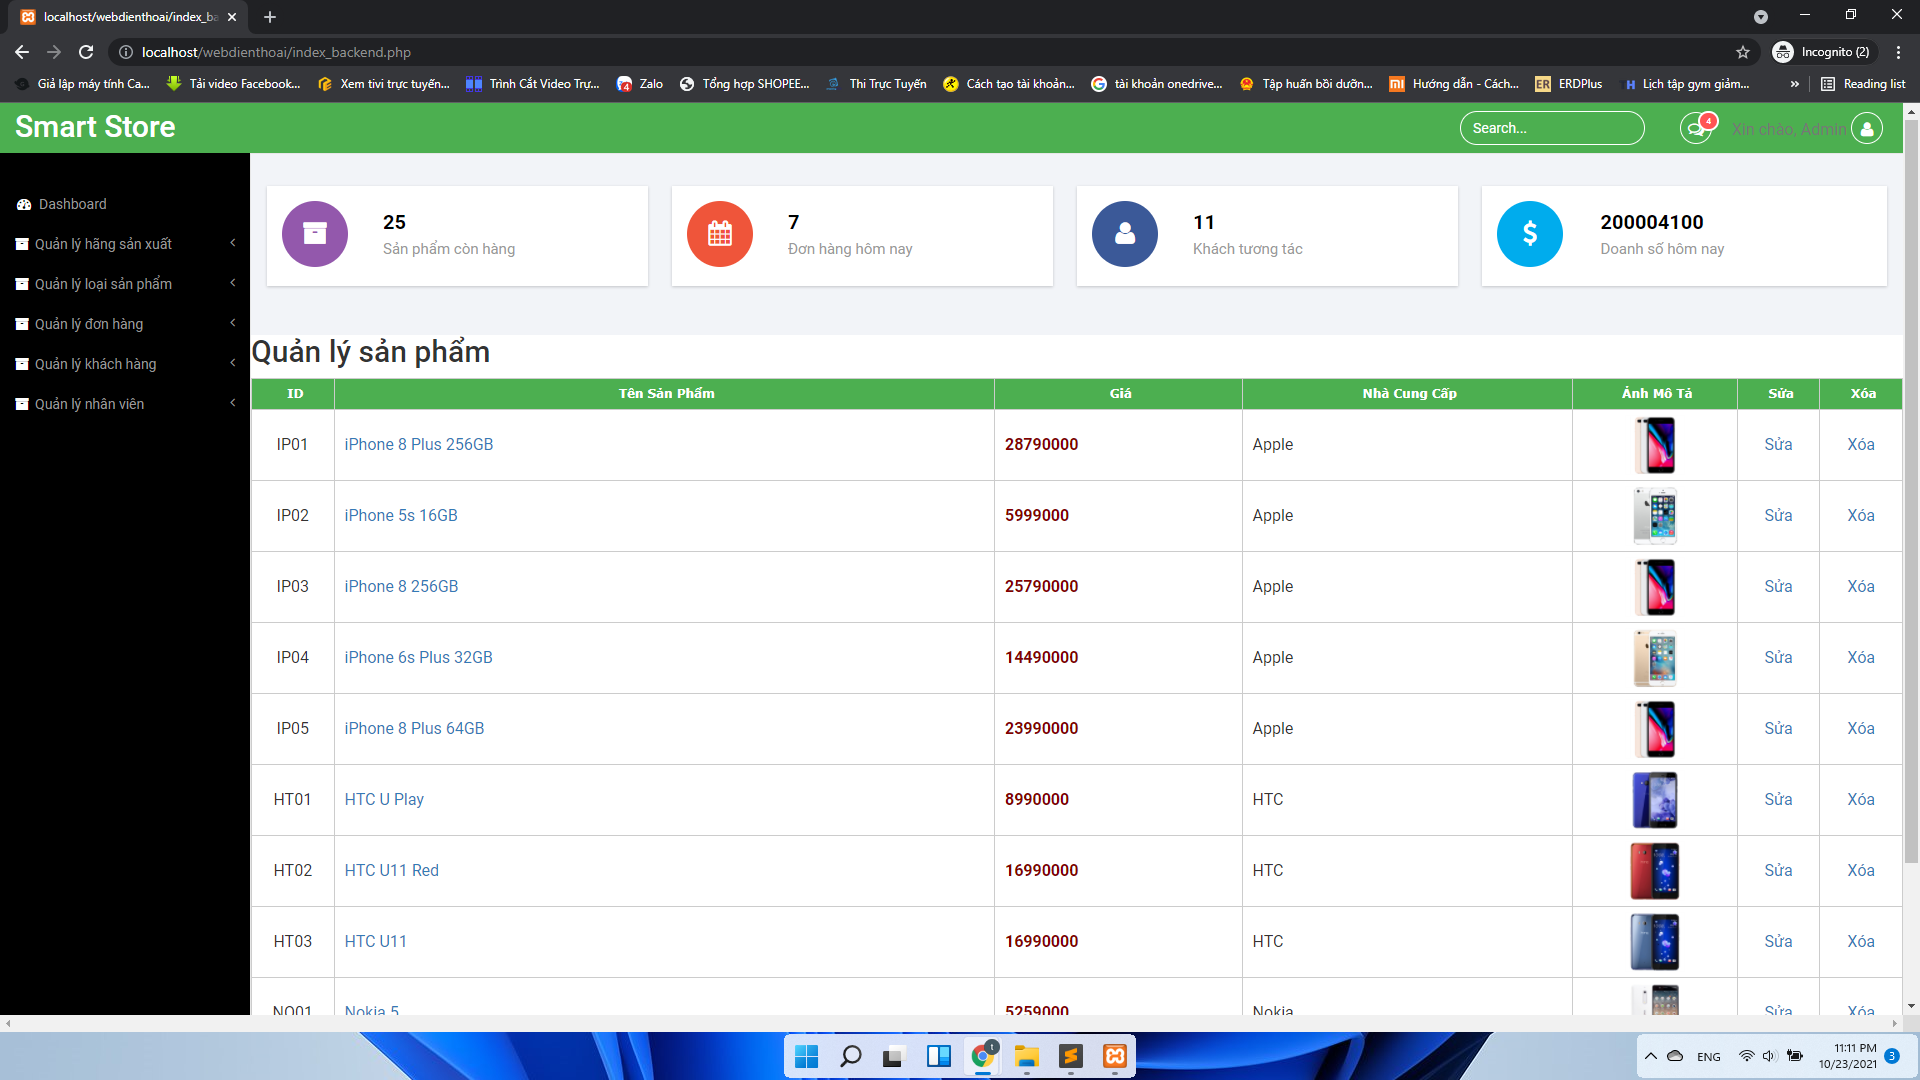 localhost/webdienthoai/index_ba
localhost/webdienthoai/index_backend.php
Incognito (2)
Giả lập máy tính Ca...
Tải video Facebook...
Xem tivi trực tuyến...
Trình Cắt Video Trự...
Zalo
Tổng hợp SHOPEE...
Thi Trực Tuyến
Cách tạo tài khoản...
tài khoản onedrive...
Tập huấn bồi dưỡn...
Hướng dẫn - Cách...
ERDPlus
Lịch tập gym giảm...
»
Reading list
Smart Store
Search...
4
Xin chào, Admin
Dashboard
Quản lý hãng sản xuất
Quản lý loại sản phẩm
Quản lý đơn hàng
Quản lý khách hàng
Quản lý nhân viên
25
Sản phẩm còn hàng
7
Đơn hàng hôm nay
11
Khách tương tác
200004100
Doanh số hôm nay
Quản lý sản phẩm
ID Tên Sản Phẩm Giá Nhà Cung Cấp Ảnh Mô Tả Sửa Xóa
IP01 iPhone 8 Plus 256GB 28790000 Apple Sửa Xóa
IP02 iPhone 5s 16GB 5999000 Apple Sửa Xóa
IP03 iPhone 8 256GB 25790000 Apple Sửa Xóa
IP04 iPhone 6s Plus 32GB 14490000 Apple Sửa Xóa
IP05 iPhone 8 Plus 64GB 23990000 Apple Sửa Xóa
HT01 HTC U Play 8990000 HTC Sửa Xóa
HT02 HTC U11 Red 16990000 HTC Sửa Xóa
HT03 HTC U11 16990000 HTC Sửa Xóa
NO01 Nokia 5 5259000 Nokia Sửa Xóa
ENG
11:11 PM
10/23/2021
3